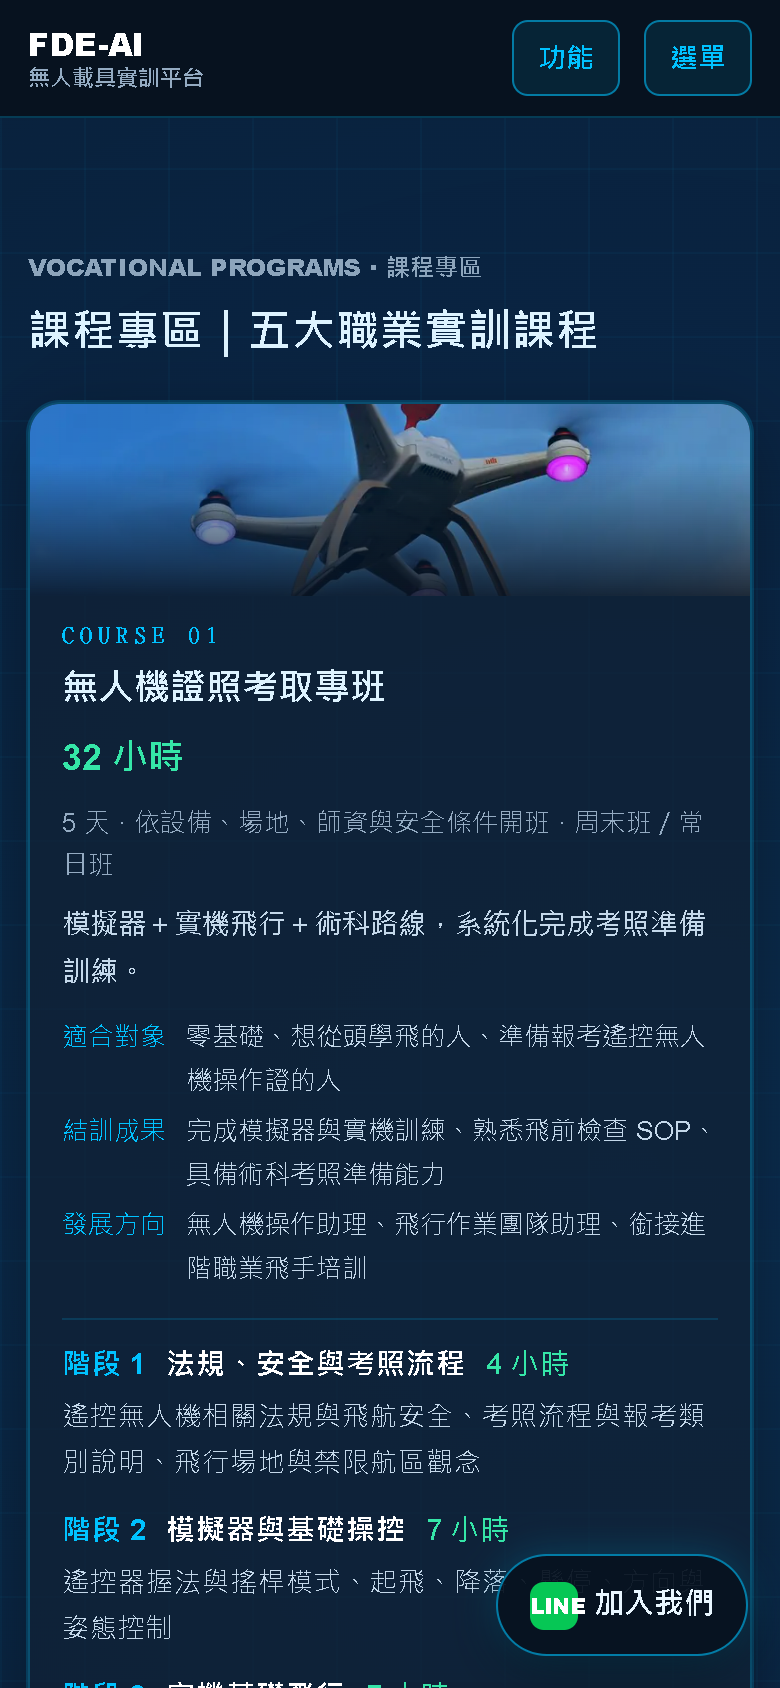 FDE-AI
無人載具實訓平台
功能
選單
VOCATIONAL PROGRAMS · 課程專區
課程專區｜五大職業實訓課程
COURSE 01
無人機證照考取專班
32 小時
5 天 · 依設備、場地、師資與安全條件開班 · 周末班 / 常
日班
模擬器 + 實機飛行 + 術科路線，系統化完成考照準備
訓練。
適合對象 零基礎、想從頭學飛的人、準備報考遙控無人
機操作證的人
結訓成果 完成模擬器與實機訓練、熟悉飛前檢查 SOP、
具備術科考照準備能力
發展方向 無人機操作助理、飛行作業團隊助理、銜接進
階職業飛手培訓
階段 1 法規、安全與考照流程 4 小時
遙控無人機相關法規與飛航安全、考照流程與報考類
別說明、飛行場地與禁限航區觀念
階段 2 模擬器與基礎操控 7 小時
遙控器握法與搖桿模式、起飛、降落、懸停、方向與
姿態控制
LINE 加入我們